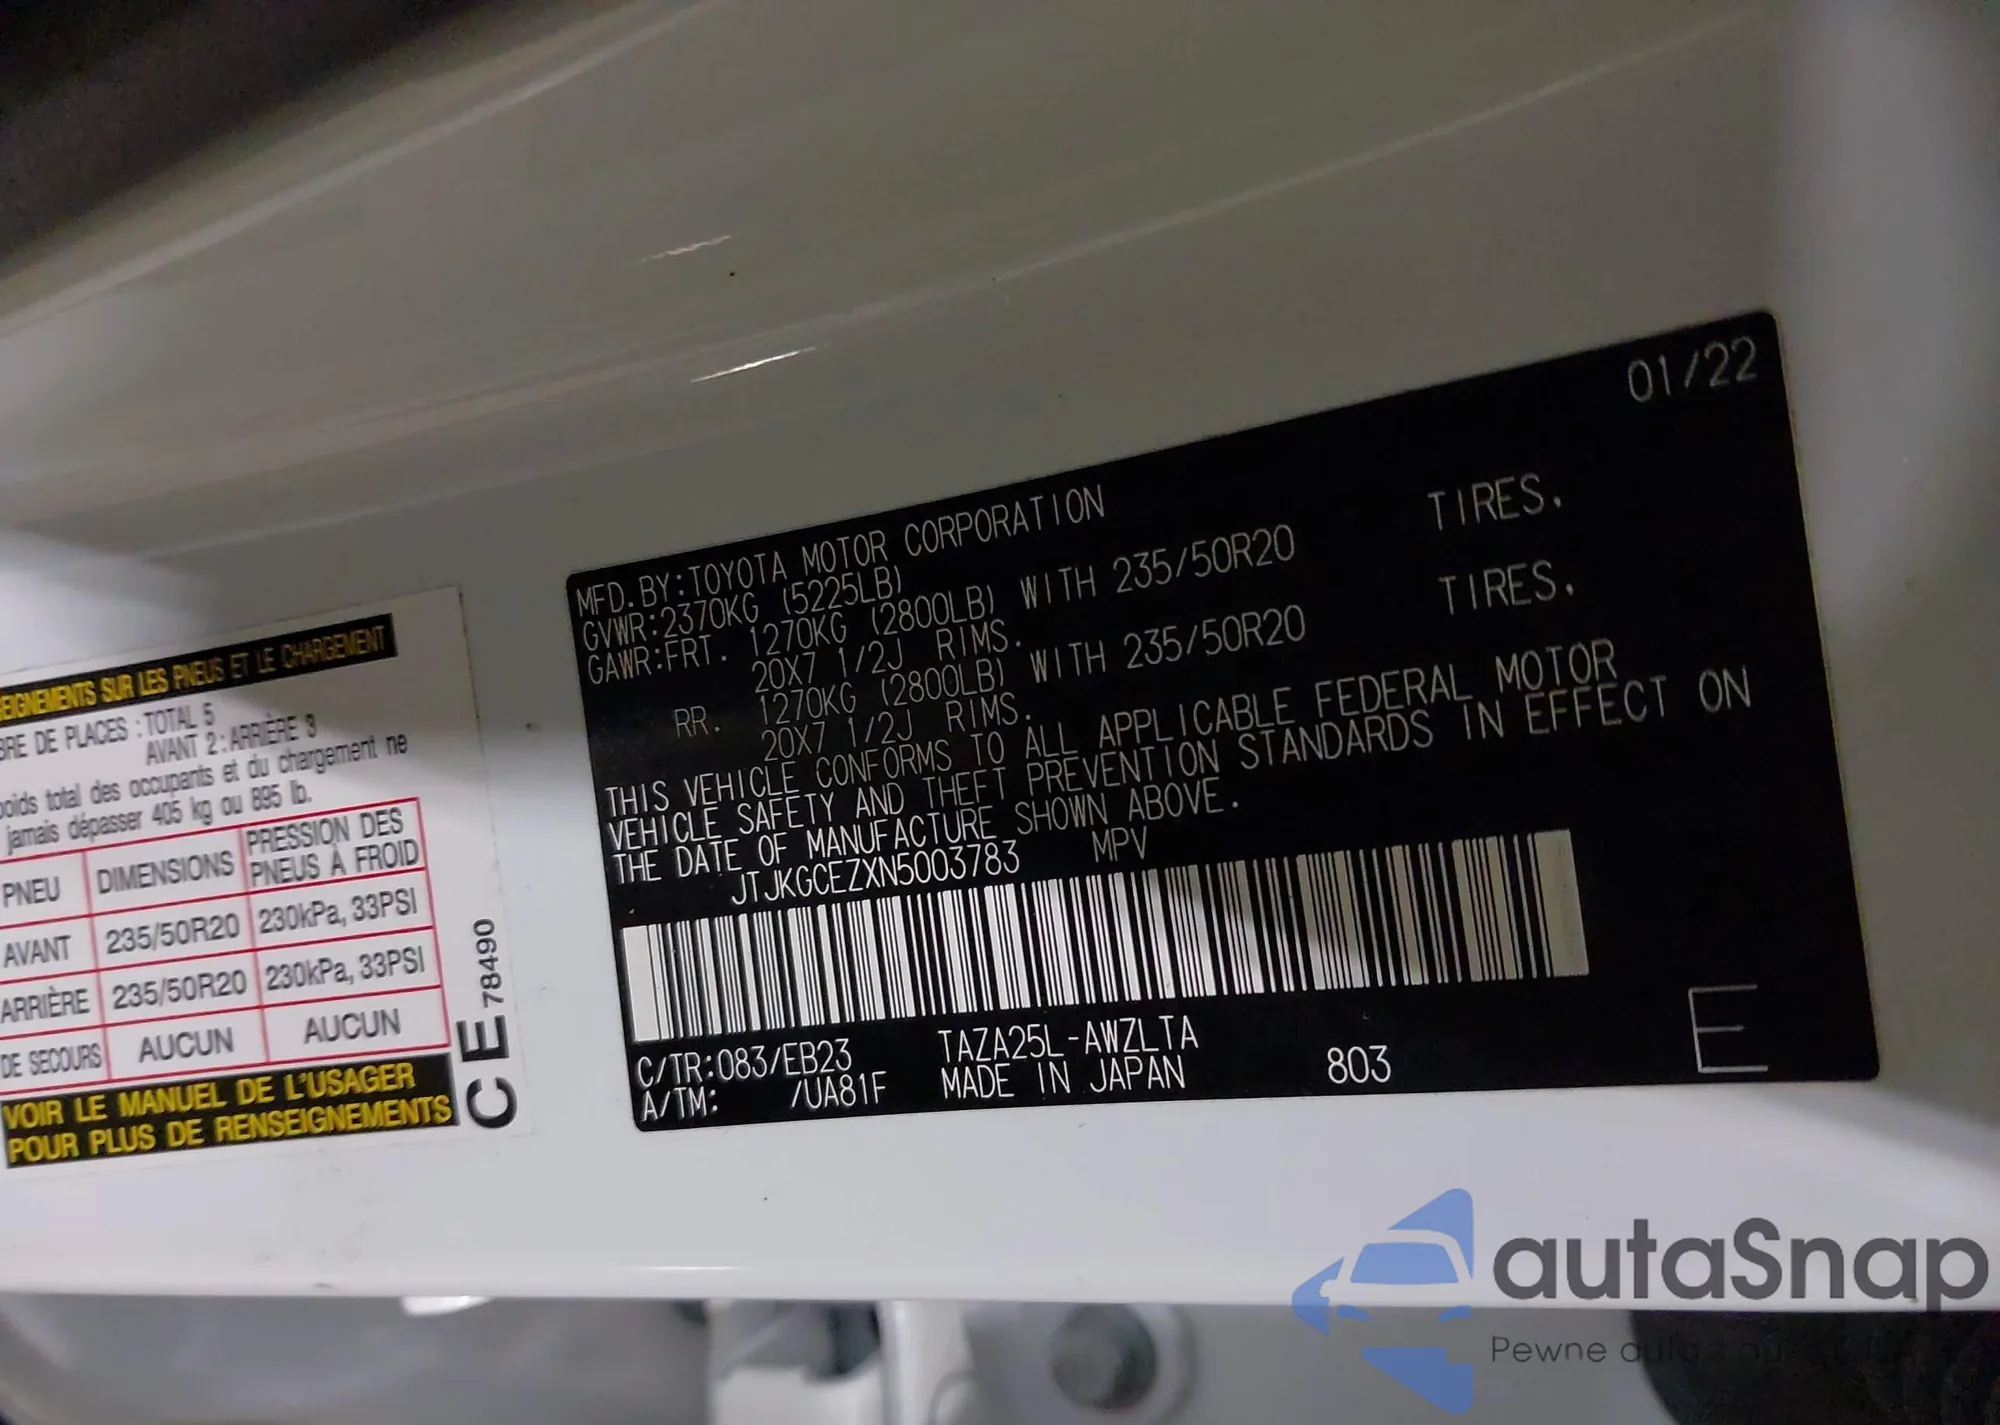 EIGNEMENTS SUR LES PNEUS ET LE CHARGEMENT
BRE DE PLACES : TOTAL 5
AVANT 2 : ARRIÈRE 3
poids total des occupants et du chargement ne
jamais dépasser 405 kg ou 895 lb.
PNEU DIMENSIONS PRESSION DES PNEUS À FROID
AVANT 235/50R20 230kPa, 33PSI
ARRIÈRE 235/50R20 230kPa, 33PSI
DE SECOURS AUCUN AUCUN
VOIR LE MANUEL DE L'USAGER
POUR PLUS DE RENSEIGNEMENTS
CE 78490
01/22
MFD.BY:TOYOTA MOTOR CORPORATION
GVWR:2370KG (5225LB)
GAWR:FRT. 1270KG (2800LB) WITH 235/50R20 TIRES.
20X7 1/2J RIMS.
RR. 1270KG (2800LB) WITH 235/50R20 TIRES.
20X7 1/2J RIMS.
THIS VEHICLE CONFORMS TO ALL APPLICABLE FEDERAL MOTOR
VEHICLE SAFETY AND THEFT PREVENTION STANDARDS IN EFFECT ON
THE DATE OF MANUFACTURE SHOWN ABOVE.
JTJKGCEZXN5003783 MPV
C/TR:083/EB23 TAZA25L-AWZLTA
A/TM: /UA81F MADE IN JAPAN 803 E
autaSnap
Pewne auta z